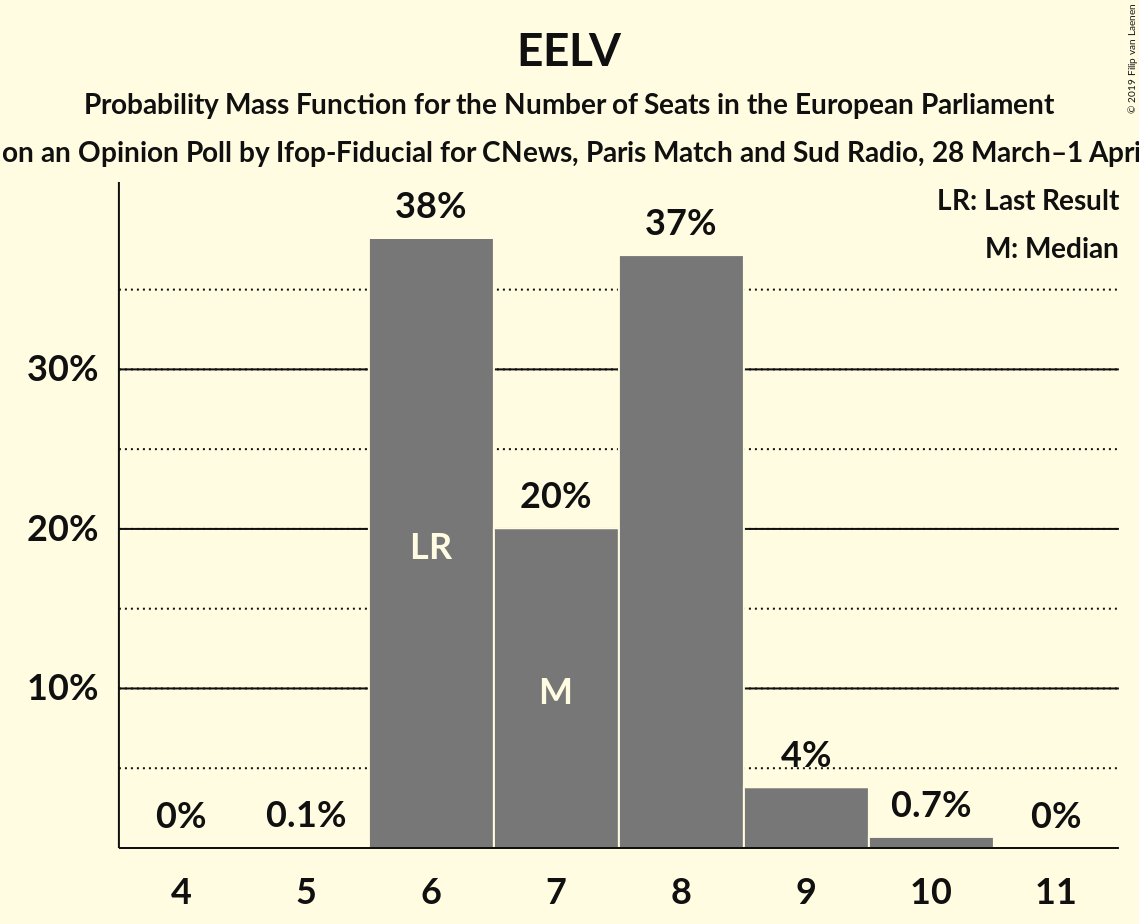 EELV
Probability Mass Function for the Number of Seats in the European Parliament
on an Opinion Poll by Ifop-Fiducial for CNews, Paris Match and Sud Radio, 28 March–1 Apri
© 2019 Filip van Laenen
LR: Last Result
M: Median
38%
37%
30%
20%
20%
LR
M
10%
4%
0%
0.1%
0.7%
0%
4 5 6 7 8 9 10 11